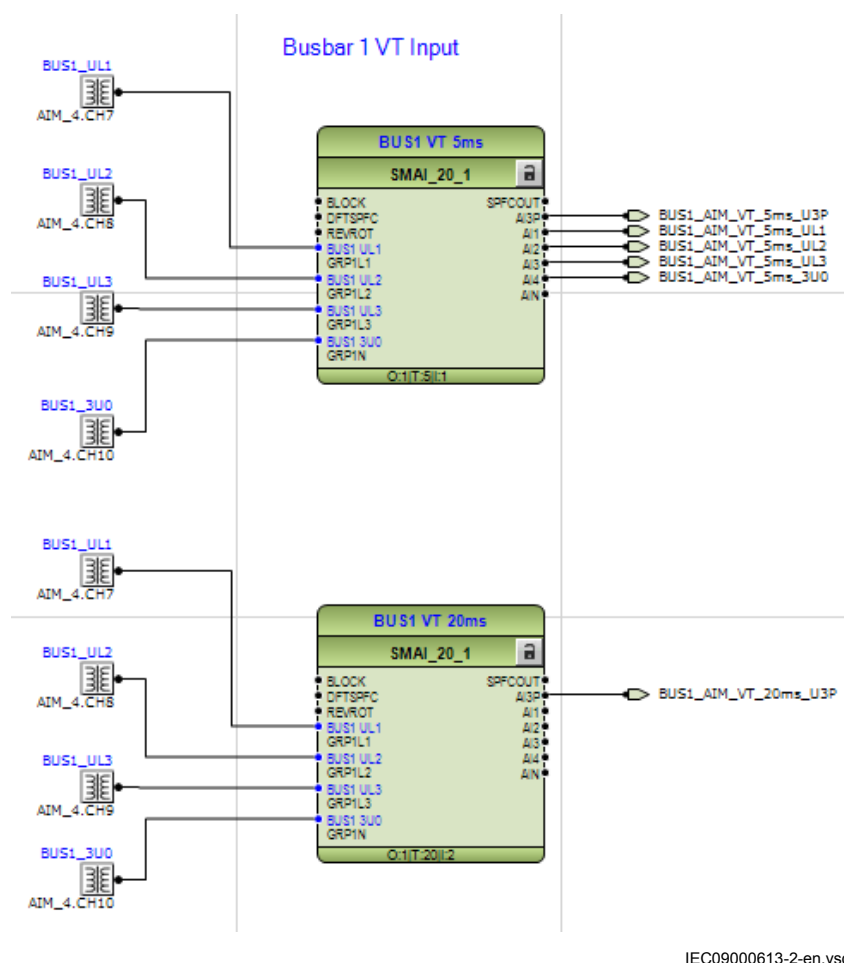 Busbar 1 VT Input
BUS1_UL1
AIM_4.CH7
BUS1_UL2
AIM_4.CH8
BUS1_UL3
AIM_4.CH9
BUS1_3U0
AIM_4.CH10
BUS1 VT 5ms
SMAI_20_1
BLOCK
DFTSPFC
REVROT
BUS1 UL1
GRP1L1
BUS1 UL2
GRP1L2
BUS1 UL3
GRP1L3
BUS1 3U0
GRP1N
SPFCOUT
AI3P
AI1
AI2
AI3
AI4
AIN
O:1|T:5|I:1
BUS1_AIM_VT_5ms_U3P
BUS1_AIM_VT_5ms_UL1
BUS1_AIM_VT_5ms_UL2
BUS1_AIM_VT_5ms_UL3
BUS1_AIM_VT_5ms_3U0
BUS1_UL1
AIM_4.CH7
BUS1_UL2
AIM_4.CH8
BUS1_UL3
AIM_4.CH9
BUS1_3U0
AIM_4.CH10
BUS1 VT 20ms
SMAI_20_1
BLOCK
DFTSPFC
REVROT
BUS1 UL1
GRP1L1
BUS1 UL2
GRP1L2
BUS1 UL3
GRP1L3
BUS1 3U0
GRP1N
SPFCOUT
AI3P
AI1
AI2
AI3
AI4
AIN
O:1|T:20|I:2
BUS1_AIM_VT_20ms_U3P
IEC09000613-2-en.vsd